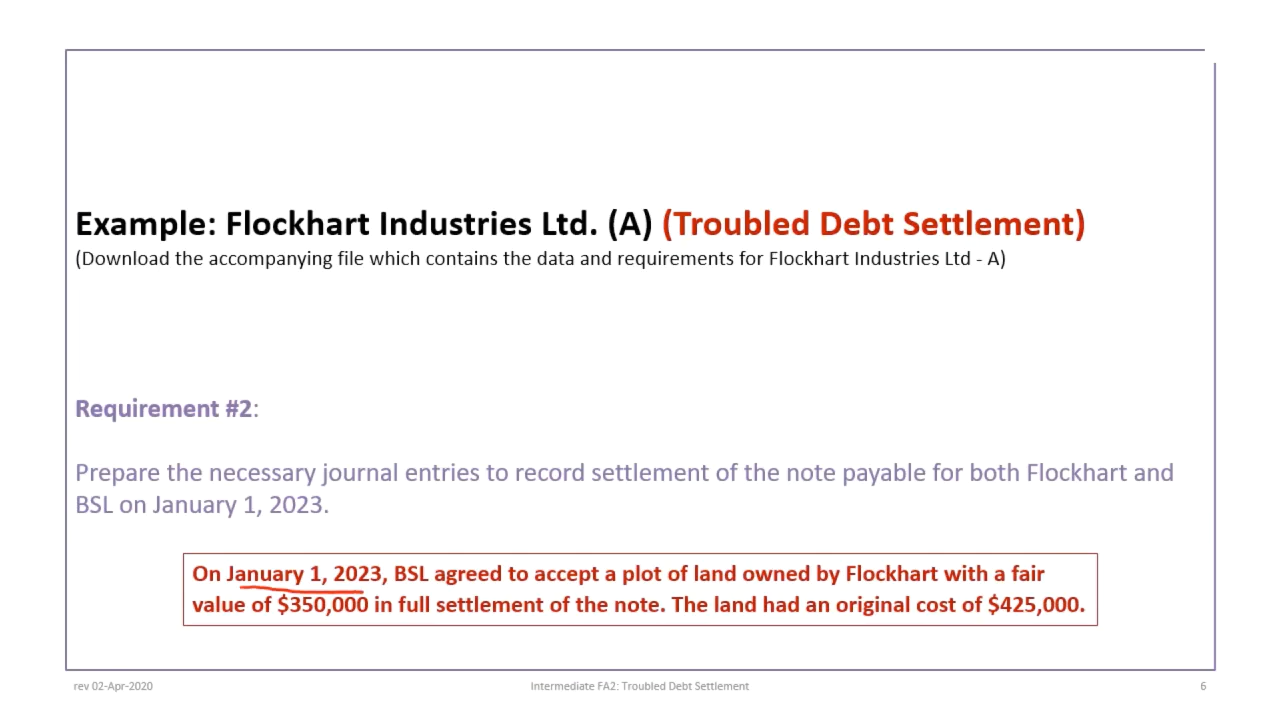 Example: Flockhart Industries Ltd. (A) (Troubled Debt Settlement)
(Download the accompanying file which contains the data and requirements for Flockhart Industries Ltd - A)
Requirement #2:
Prepare the necessary journal entries to record settlement of the note payable for both Flockhart and
BSL on January 1, 2023.
On January 1, 2023, BSL agreed to accept a plot of land owned by Flockhart with a fair
value of $350,000 in full settlement of the note. The land had an original cost of $425,000.
rev 02-Apr-2020
Intermediate FA2: Troubled Debt Settlement
6